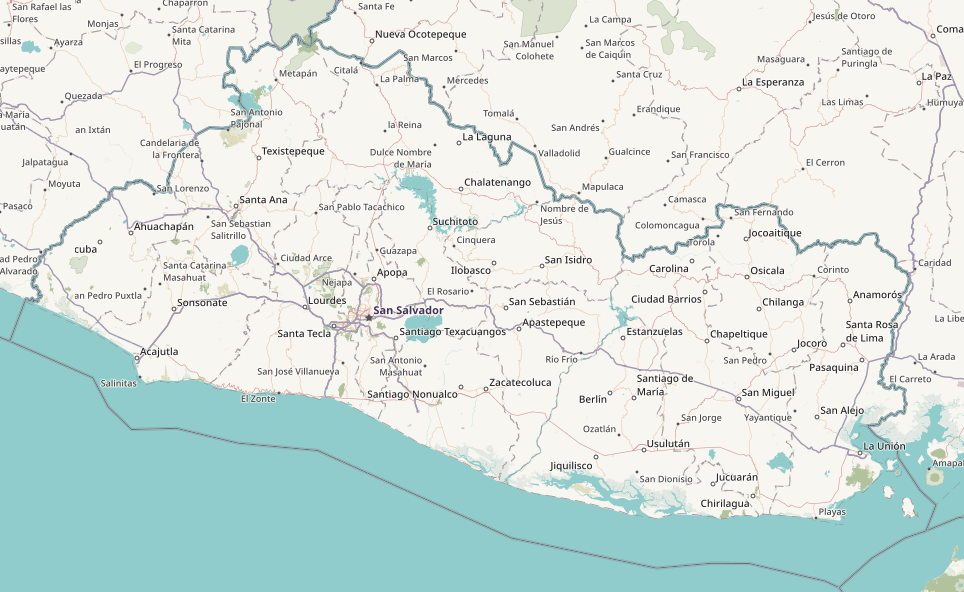 San Rafael las
Flores
Monjas
Chaparrón
Santa Fe
La Campa
Jesús de Otoro
Santa Catarina
Mita
Nueva Ocotepeque
Coma
sillas
Ayarza
San Manuel
Colohete
San Marcos
de Caiquín
Santiago de
Puringla
San Marcos
Masaguara
El Progreso
aytepeque
Metapán
Citalá
La Palma
Mercedes
Santa Cruz
La Esperanza
La Paz
Quezada
Las Limas
Humuya
a María
uatán
San Antonio
Pajonal
Tomalá
Erandique
an Ixtán
la Reina
San Andrés
La Laguna
Candelaria de
la Frontera
Texistepeque
Dulce Nombre
de María
Valladolid
Gualcince
San Francisco
Jalpatagua
El Cerron
Moyuta
San Lorenzo
Chalatenango
Mapulaca
Pasaco
Santa Ana
San Pablo Tacachico
Nombre de
Jesús
Camasca
San Fernando
Ahuachapán
San Sebastian
Salitrillo
Suchitoto
Colomoncagua
Jocoaitique
cuba
Cinquera
Torola
ad Pedro
Alvarado
Guazapa
Santa Catarina
Masahuat
Ciudad Arce
Apopa
Ilobasco
San Isidro
Carolina
Osicala
Corinto
Caridad
Nejapa
an Pedro Puxtla
El Rosario
Lourdes
Sonsonate
San Sebastián
Ciudad Barrios
Chilanga
Anamorós
San Salvador
La Libe
Santa Tecla
Santiago Texacuangos
Apastepeque
Estanzuelas
Chapeltique
Santa Rosa
de Lima
Jocoro
Acajutla
San Antonio
Masahuat
Río Frío
San Pedro
La Arada
San José Villanueva
Pasaquina
Salinitas
Zacatecoluca
Santiago de
María
El Carreto
El Zonte
Santiago Nonualco
Berlín
San Miguel
San Jorge
Yayantique
San Alejo
Ozatlán
Usulután
La Unión
Jiquilisco
Amapal
San Dionisio
Jucuarán
Chirilagua
Playas